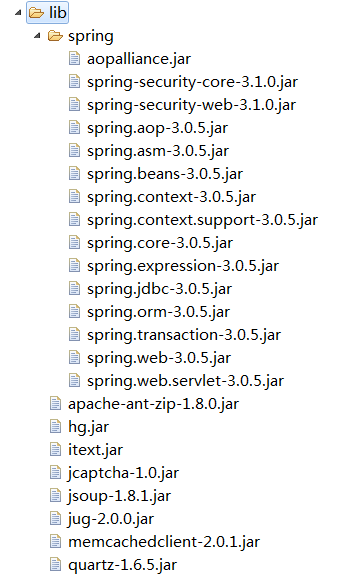 lib
spring
aopalliance.jar
spring-security-core-3.1.0.jar
spring-security-web-3.1.0.jar
spring.aop-3.0.5.jar
spring.asm-3.0.5.jar
spring.beans-3.0.5.jar
spring.context-3.0.5.jar
spring.context.support-3.0.5.jar
spring.core-3.0.5.jar
spring.expression-3.0.5.jar
spring.jdbc-3.0.5.jar
spring.orm-3.0.5.jar
spring.transaction-3.0.5.jar
spring.web-3.0.5.jar
spring.web.servlet-3.0.5.jar
apache-ant-zip-1.8.0.jar
hg.jar
itext.jar
jcaptcha-1.0.jar
jsoup-1.8.1.jar
jug-2.0.0.jar
memcachedclient-2.0.1.jar
quartz-1.6.5.jar